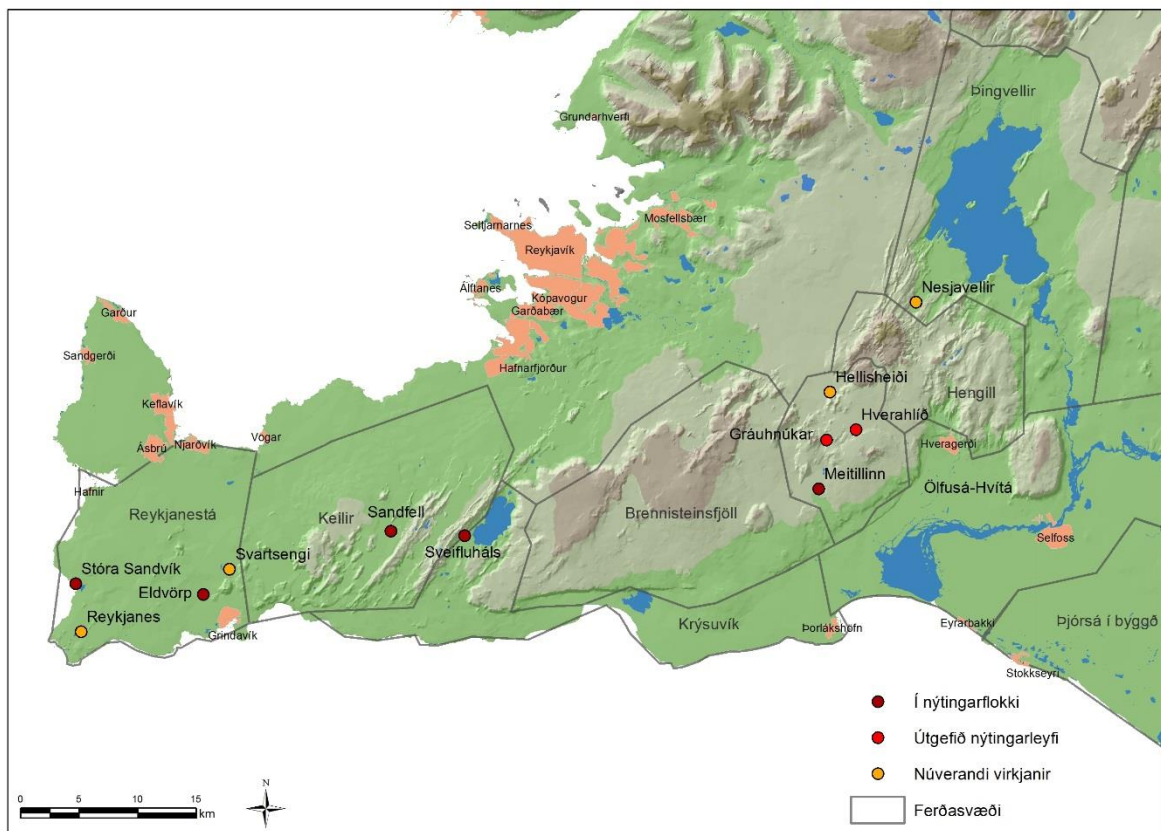 Þingvellir
Grundarhverfi
Mosfellsbær
Seltjarnarnes
Reykjavík
Álftanes
Kópavogur
Garðabær
Nesjavellir
Garður
Sandgerði
Hafnarfjörður
Hellisheiði
Hengill
Keflavík
Hverahlíð
Ásbrú
Njarðvík
Vogar
Gráuhnúkar
Hveragerði
Hafnir
Meitillinn
Ölfusá-Hvítá
Reykjanestá
Keilir
Sandfell
Brennisteinsfjöll
Selfoss
Svartsengi
Sveifluháls
Stóra Sandvík
Eldvörp
Reykjanes
Grindavík
Krýsuvík
Þorlákshöfn
Eyrarbakki
Þjórsá í byggð
Stokkseyri
Í nýtingarflokki
Útgefið nýtingarleyfi
Núverandi virkjanir
Ferðasvæði
0 5 10 15
km
N